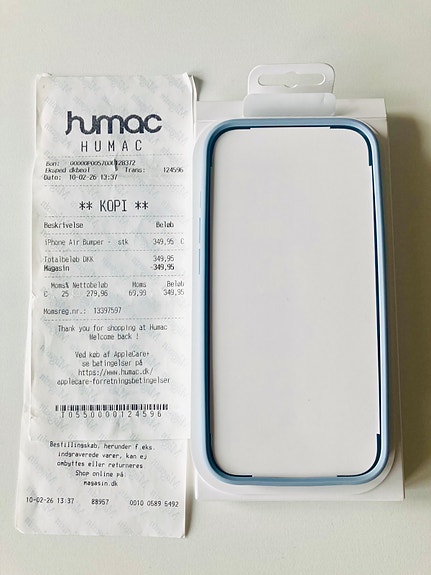 humac
HUMAC
Bon:
Eksped dkbeo1 Trans: 124596
Dato: 10-02-26 13:37
** KOPI **
Beskrivelse Beløb
iPhone Air Bumper - stk 349,95 C
Totalbeløb DKK 349,95
Magasin -349,95
Moms% Nettobeløb Moms Beløb
C 25 279,96 69,99 349,95
Momsreg.nr.: 13397597
Thank you for shopping at Humac
Welcome back !
Ved køb af AppleCare+
se betingelser på
https://www.humac.dk/
applecare-forretningsbetingelser
T0550000124596
Bestillingskøb, herunder f.eks.
indgraverede varer, kan ej
ombyttes eller returneres
Shop online på
magasin.dk
10-02-26 13:37 88957 0010 0589 5492